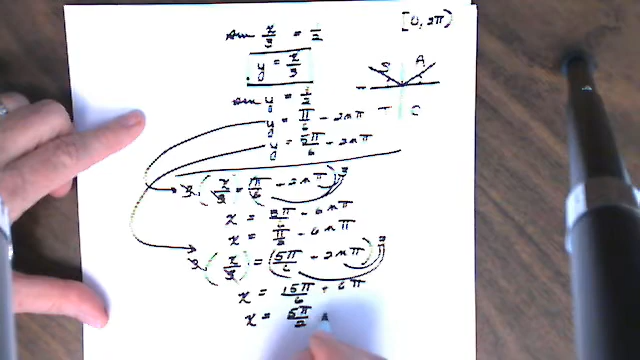 [0, 2π)
sin x/3 = 1/2
y = x/3
S A
T C
sin y = 1/2
y = π/6 + 2nπ
y = 5π/6 + 2nπ
3 ( x/3 = π/6 + 2nπ ) 3
x = 3π/6 + 6nπ
x = π/2 + 6nπ
3 ( x/3 ) = ( 5π/6 + 2nπ ) 3
x = 15π/6 + 6π
x = 5π/2